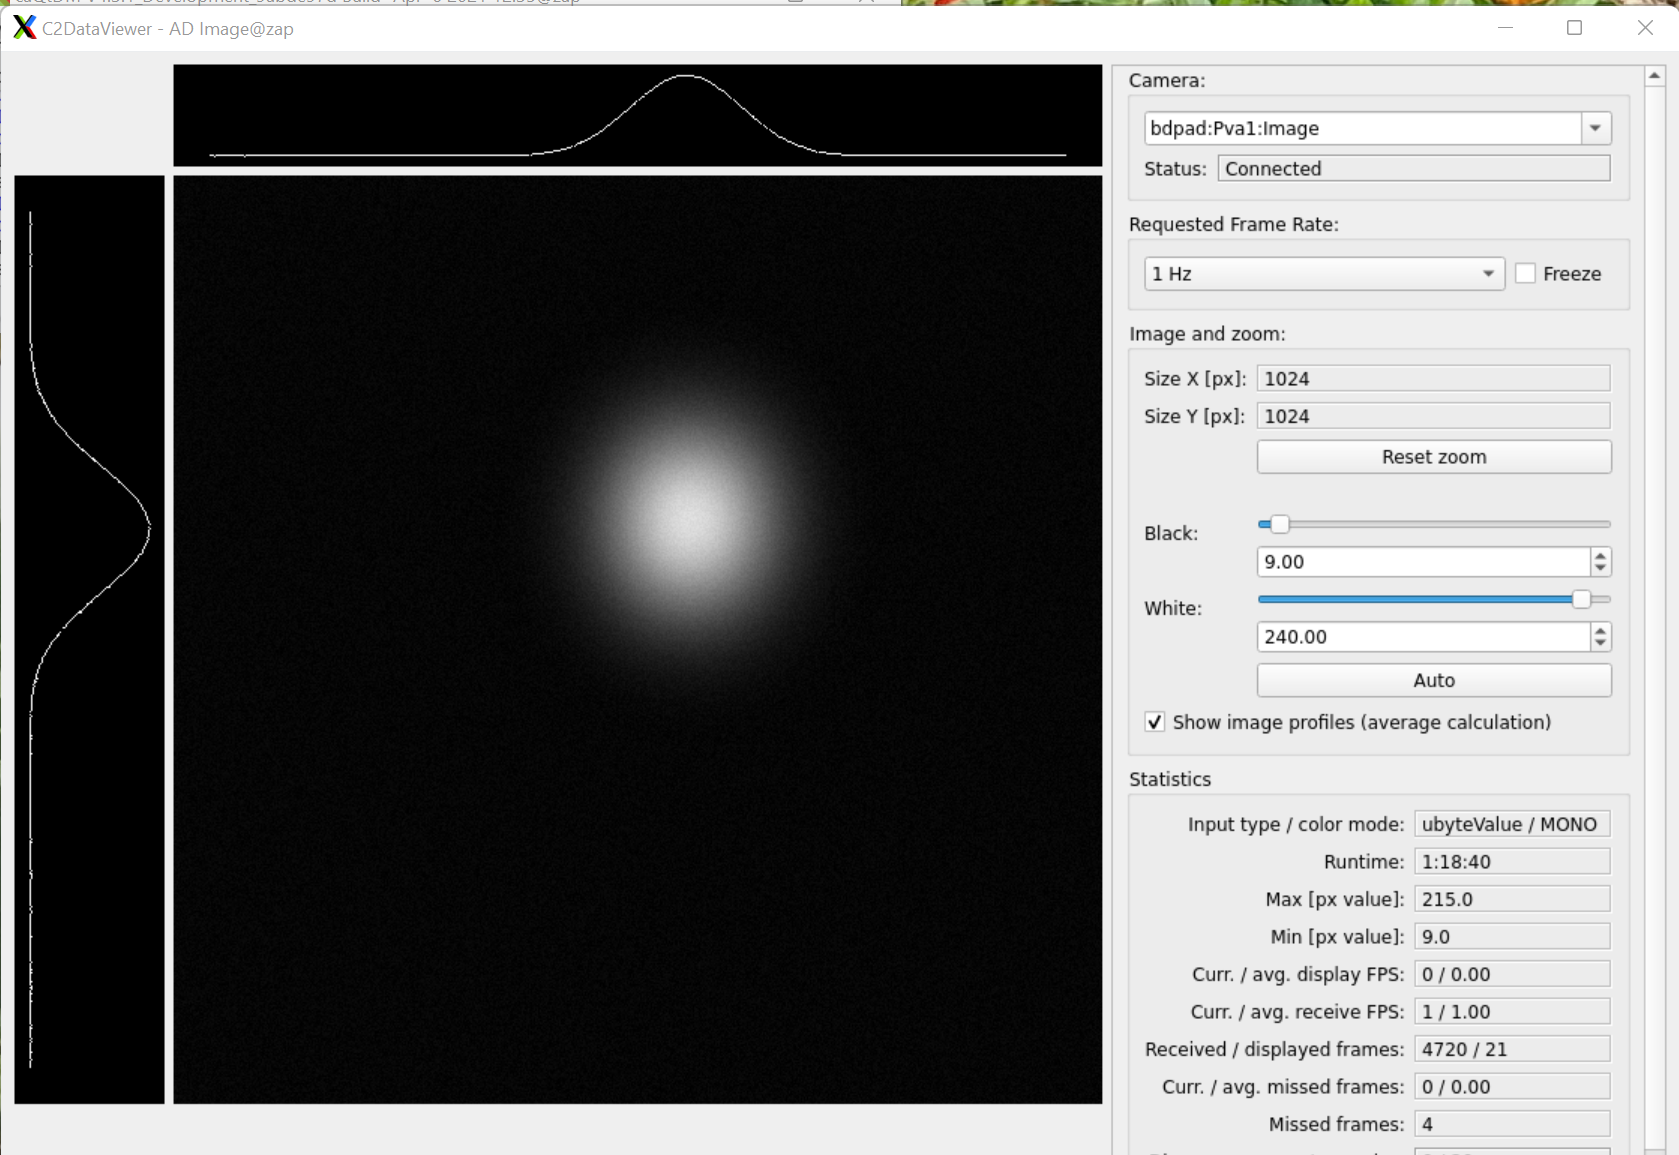 C2DataViewer - AD Image@zap
Camera:
bdpad:Pva1:Image
Status: Connected
Requested Frame Rate:
1 Hz
Freeze
Image and zoom:
Size X [px]: 1024
Size Y [px]: 1024
Reset zoom
Black:
9.00
White:
240.00
Auto
Show image profiles (average calculation)
Statistics
Input type / color mode: ubyteValue / MONO
Runtime: 1:18:40
Max [px value]: 215.0
Min [px value]: 9.0
Curr. / avg. display FPS: 0 / 0.00
Curr. / avg. receive FPS: 1 / 1.00
Received / displayed frames: 4720 / 21
Curr. / avg. missed frames: 0 / 0.00
Missed frames: 4